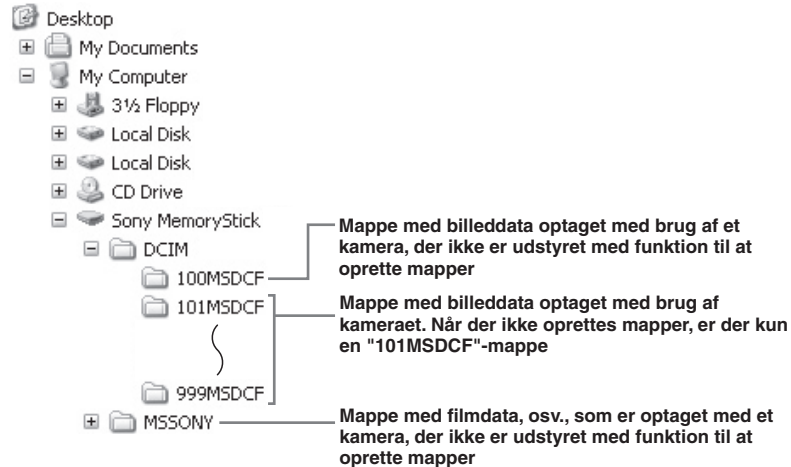 Desktop
My Documents
My Computer
3½ Floppy
Local Disk
Local Disk
CD Drive
Sony MemoryStick
DCIM
100MSDCF
101MSDCF
999MSDCF
MSSONY
Mappe med billeddata optaget med brug af et
kamera, der ikke er udstyret med funktion til at
oprette mapper
Mappe med billeddata optaget med brug af
kameraet. Når der ikke oprettes mapper, er der kun
en "101MSDCF"-mappe
Mappe med filmdata, osv., som er optaget med et
kamera, der ikke er udstyret med funktion til at
oprette mapper